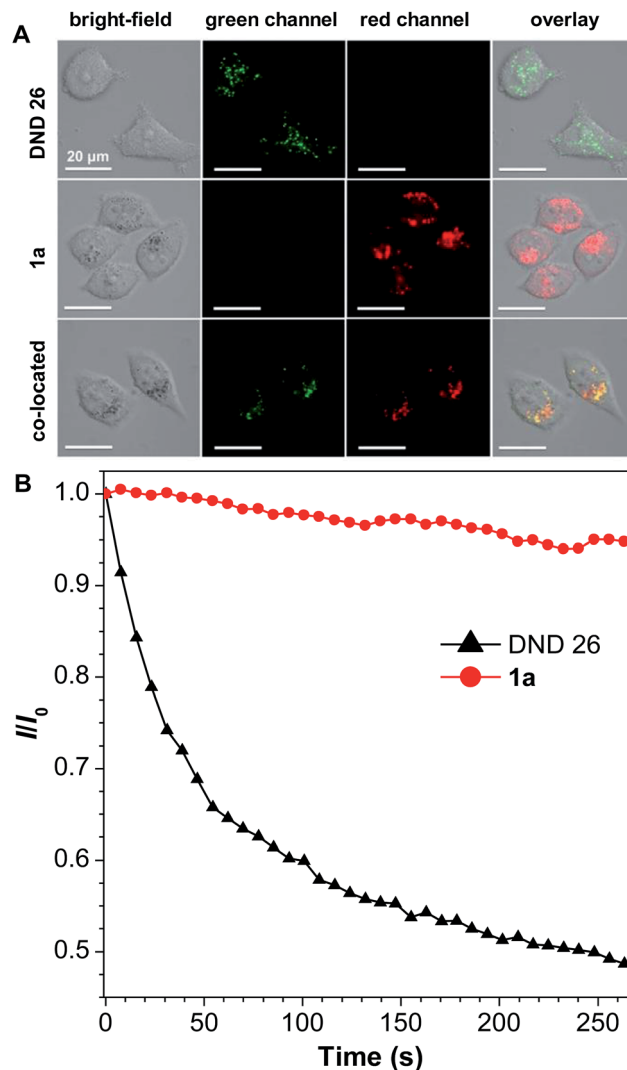 A
bright-field green channel red channel overlay
DND 26
20 μm
1a
co-located
B
1.0
0.9
0.8
0.7
0.6
0.5
I/I0
DND 26
1a
0 50 100 150 200 250
Time (s)